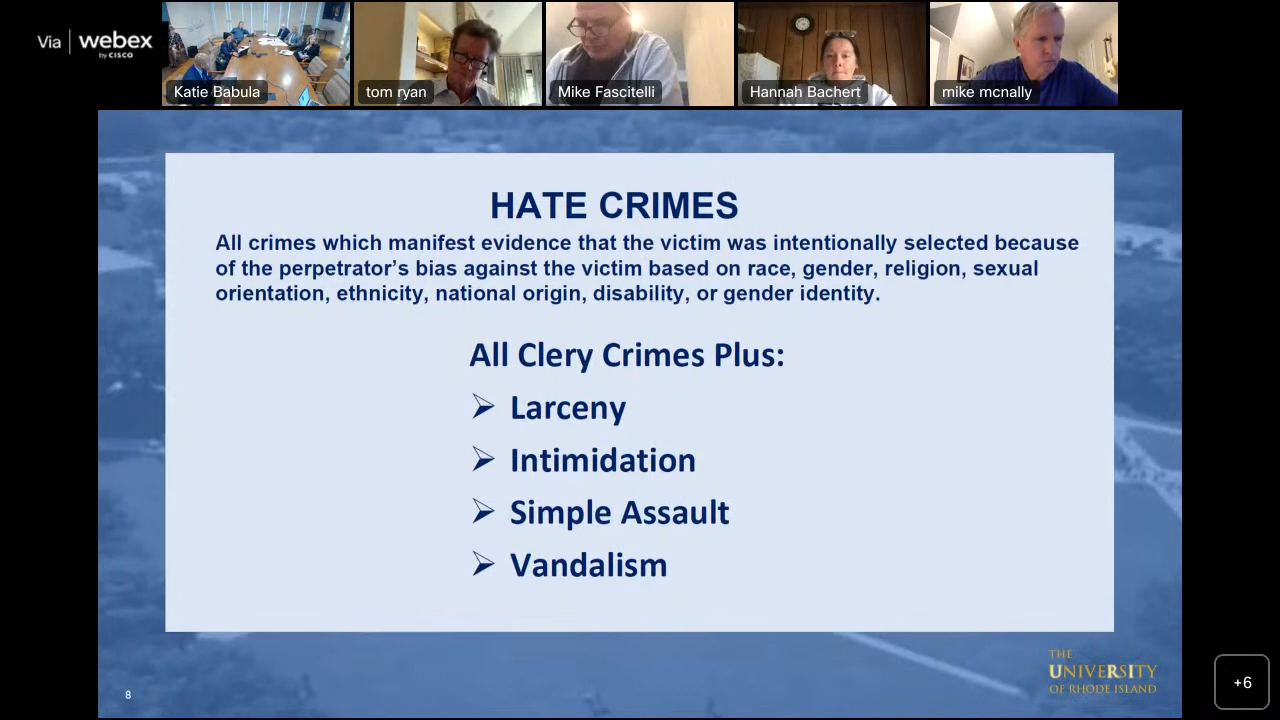 Via | webex
by CISCO
Katie Babula
tom ryan
Mike Fascitelli
Hannah Bachert
mike mcnally
HATE CRIMES
All crimes which manifest evidence that the victim was intentionally selected because
of the perpetrator's bias against the victim based on race, gender, religion, sexual
orientation, ethnicity, national origin, disability, or gender identity.
All Clery Crimes Plus:
➢ Larceny
➢ Intimidation
➢ Simple Assault
➢ Vandalism
8
THE
UNIVERSITY
OF RHODE ISLAND
+6